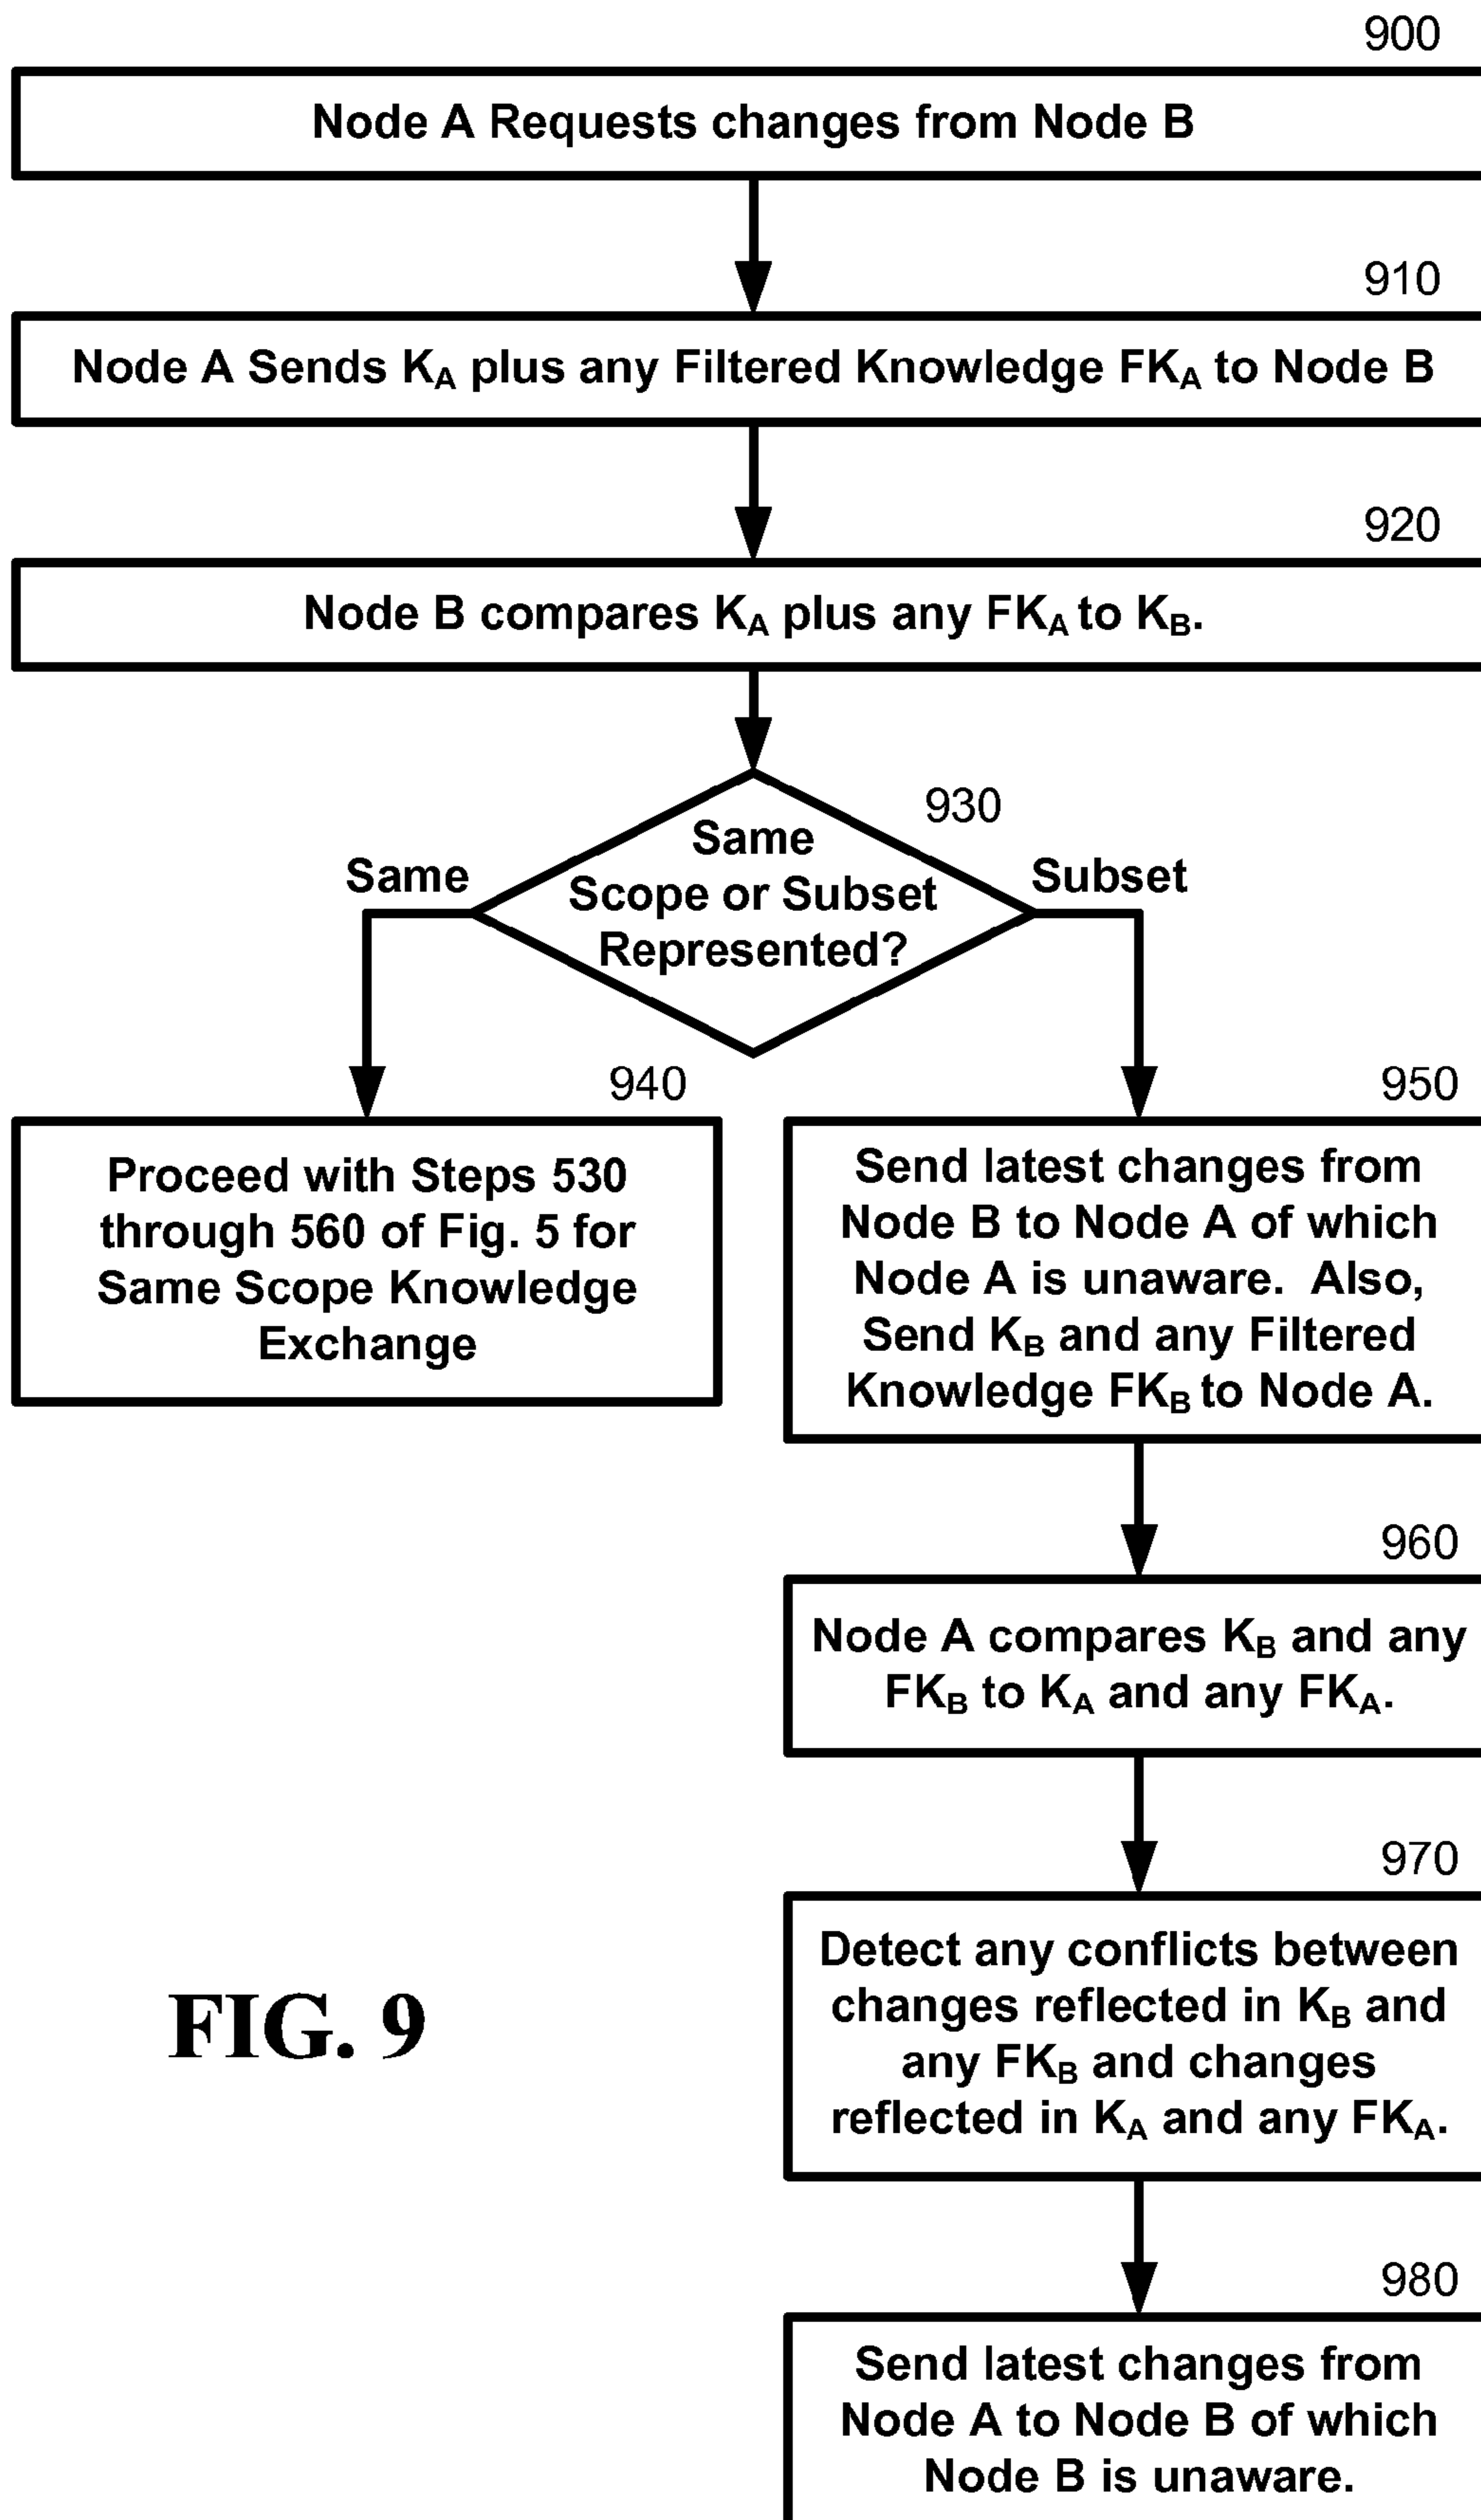 900
Node A Requests changes from Node B
910
Node A Sends KA plus any Filtered Knowledge FKA to Node B
920
Node B compares KA plus any FKA to KB.
930
Same
Scope or Subset
Represented?
Same
Subset
940
Proceed with Steps 530
through 560 of Fig. 5 for
Same Scope Knowledge
Exchange
950
Send latest changes from
Node B to Node A of which
Node A is unaware. Also,
Send KB and any Filtered
Knowledge FKB to Node A.
960
Node A compares KB and any
FKB to KA and any FKA.
970
Detect any conflicts between
changes reflected in KB and
any FKB and changes
reflected in KA and any FKA.
980
Send latest changes from
Node A to Node B of which
Node B is unaware.
FIG. 9